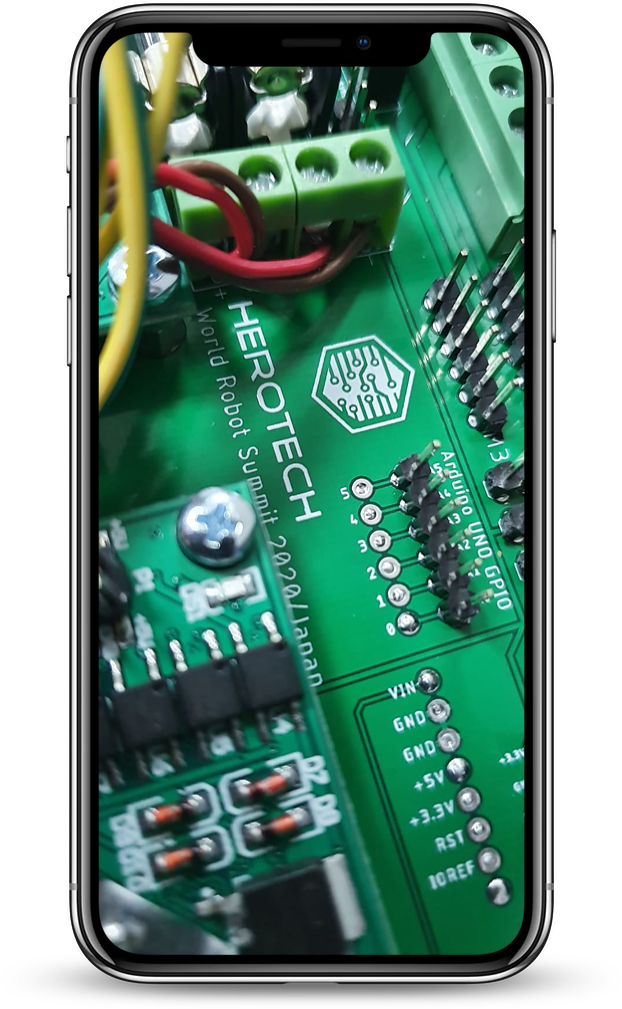 HEROTECH
World Robot Summit 2020/Japan
Arduino UNO GPIO
5
4
3
2
1
0
VIN
GND
GND
+5V
+3.3V
RST
IOREF